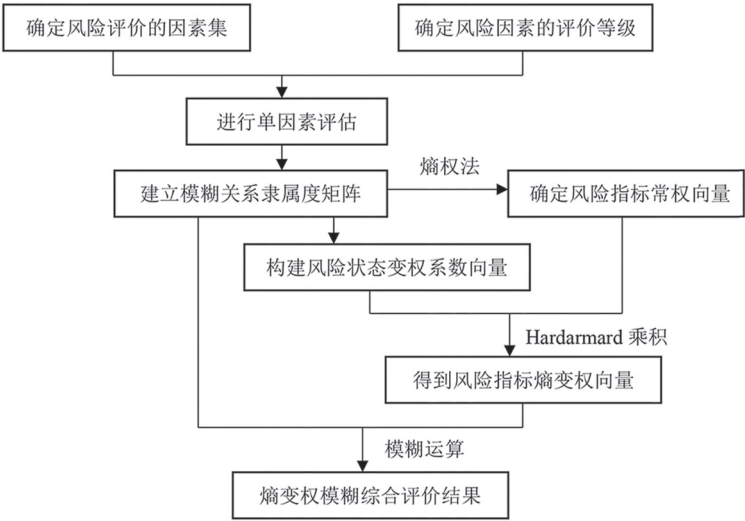 确定风险评价的因素集
确定风险因素的评价等级
进行单因素评估
建立模糊关系隶属度矩阵
熵权法
确定风险指标常权向量
构建风险状态变权系数向量
Hardarmard 乘积
得到风险指标熵变权向量
模糊运算
熵变权模糊综合评价结果